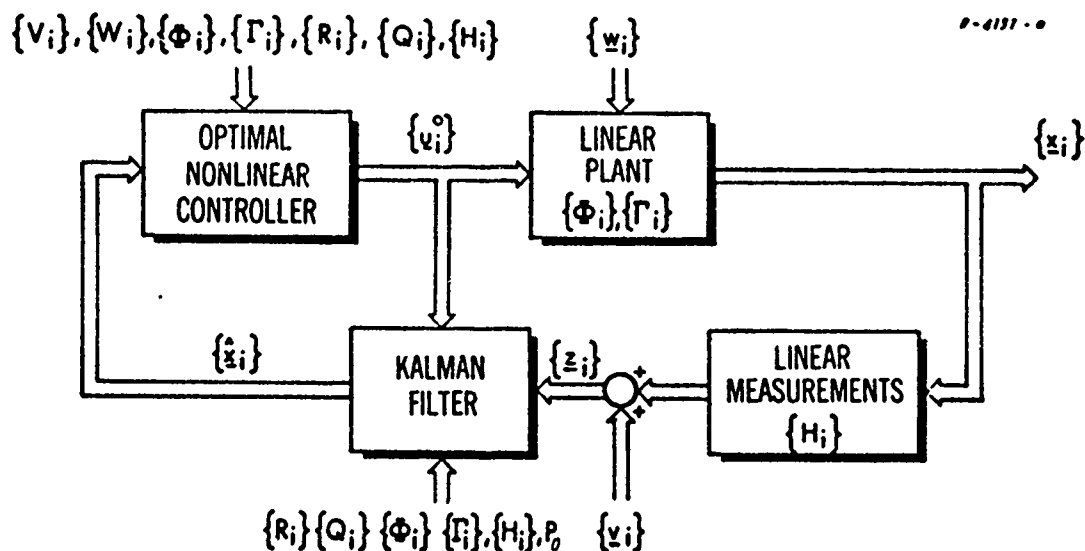 {V_i}, {W_i}, {Φ_i}, {Γ_i}, {R_i}, {Q_i}, {H_i}
{w_i}
OPTIMAL
NONLINEAR
CONTROLLER
{u_i^o}
LINEAR
PLANT
{Φ_i}, {Γ_i}
{x_i}
{x̂_i}
KALMAN
FILTER
{z_i}
+
+
LINEAR
MEASUREMENTS
{H_i}
{R_i} {Q_i} {Φ_i} {Γ_i}, {H_i}, P_0
{v_i}